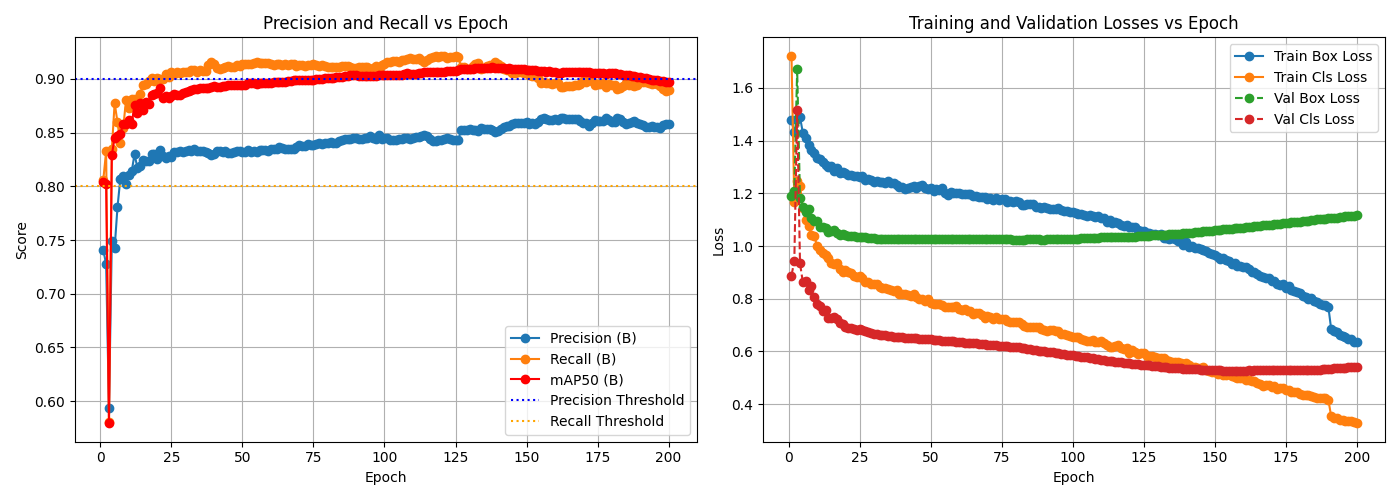 Precision and Recall vs Epoch
Score
0.90
0.85
0.80
0.75
0.70
0.65
0.60
Precision (B)
Recall (B)
mAP50 (B)
Precision Threshold
Recall Threshold
0 25 50 75 100 125 150 175 200
Epoch
Training and Validation Losses vs Epoch
Loss
1.6
1.4
1.2
1.0
0.8
0.6
0.4
Train Box Loss
Train Cls Loss
Val Box Loss
Val Cls Loss
0 25 50 75 100 125 150 175 200
Epoch